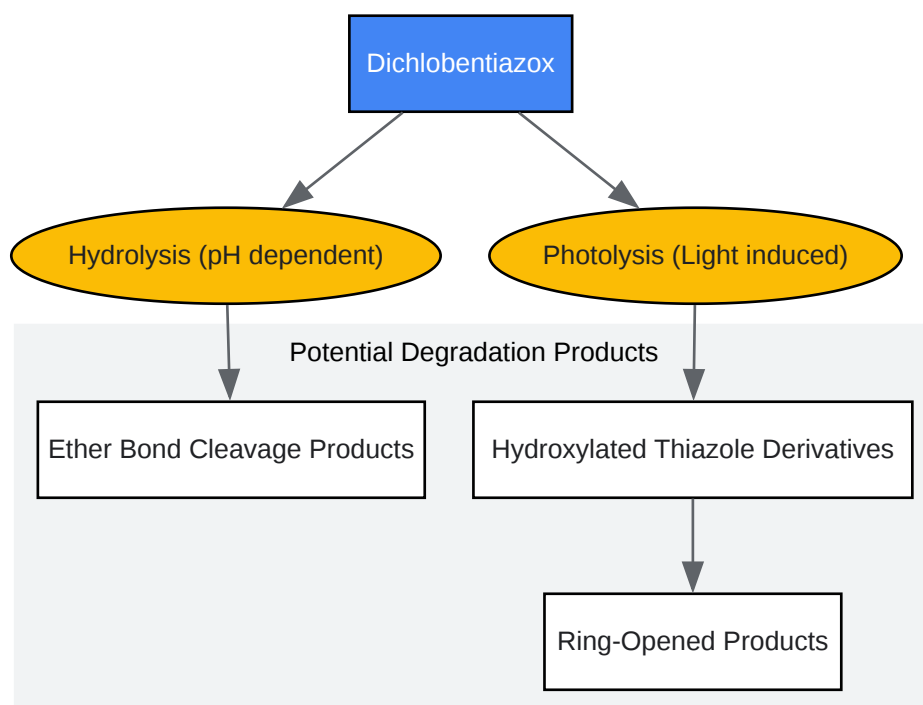 Dichlobentiazox
Hydrolysis (pH dependent)
Photolysis (Light induced)
Potential Degradation Products
Ether Bond Cleavage Products
Hydroxylated Thiazole Derivatives
Ring-Opened Products